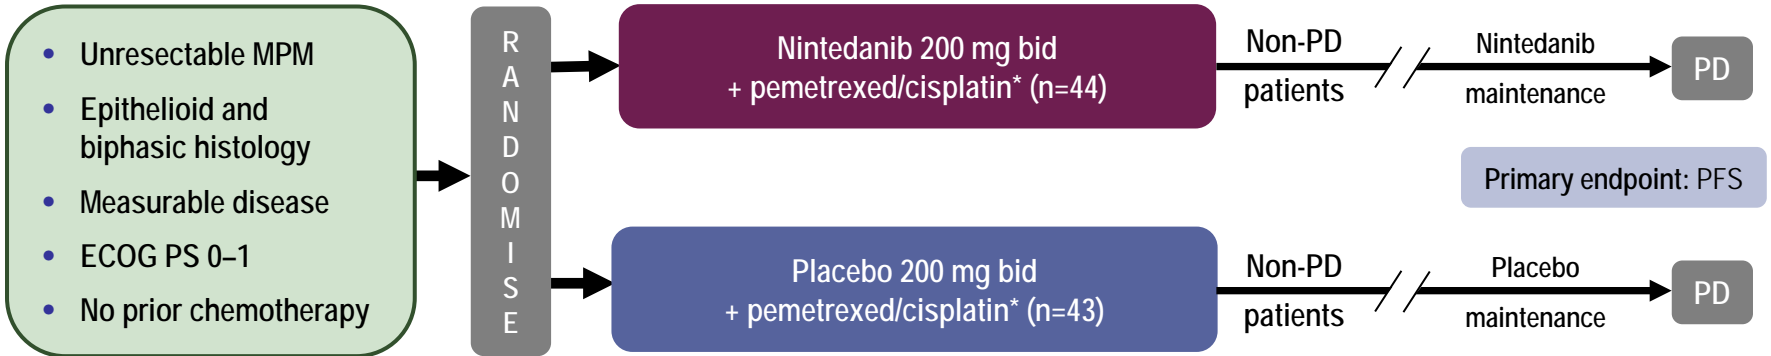 • Unresectable MPM
• Epithelioid and
biphasic histology
• Measurable disease
• ECOG PS 0–1
• No prior chemotherapy
RANDOMISE
Nintedanib 200 mg bid
+ pemetrexed/cisplatin* (n=44)
Non-PD
patients
Nintedanib
maintenance
PD
Primary endpoint: PFS
Placebo 200 mg bid
+ pemetrexed/cisplatin* (n=43)
Non-PD
patients
Placebo
maintenance
PD